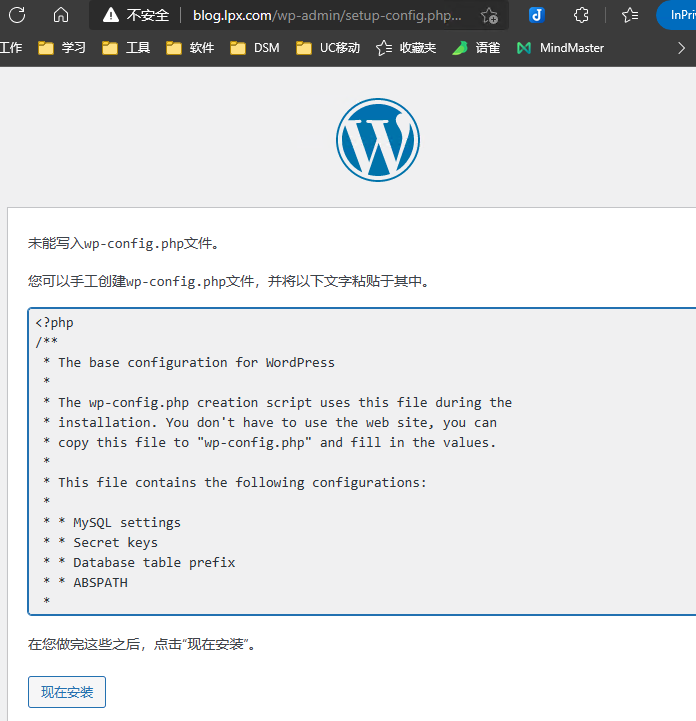 不安全 blog.lpx.com/wp-admin/setup-config.php... InPri
工作 学习 工具 软件 DSM UC移动 收藏夹 语雀 MindMaster
未能写入wp-config.php文件。
您可以手工创建wp-config.php文件，并将以下文字粘贴于其中。
<?php
/**
* The base configuration for WordPress
*
* The wp-config.php creation script uses this file during the
* installation. You don't have to use the web site, you can
* copy this file to "wp-config.php" and fill in the values.
*
* This file contains the following configurations:
*
* * MySQL settings
* * Secret keys
* * Database table prefix
* * ABSPATH
*
在您做完这些之后，点击“现在安装”。
现在安装